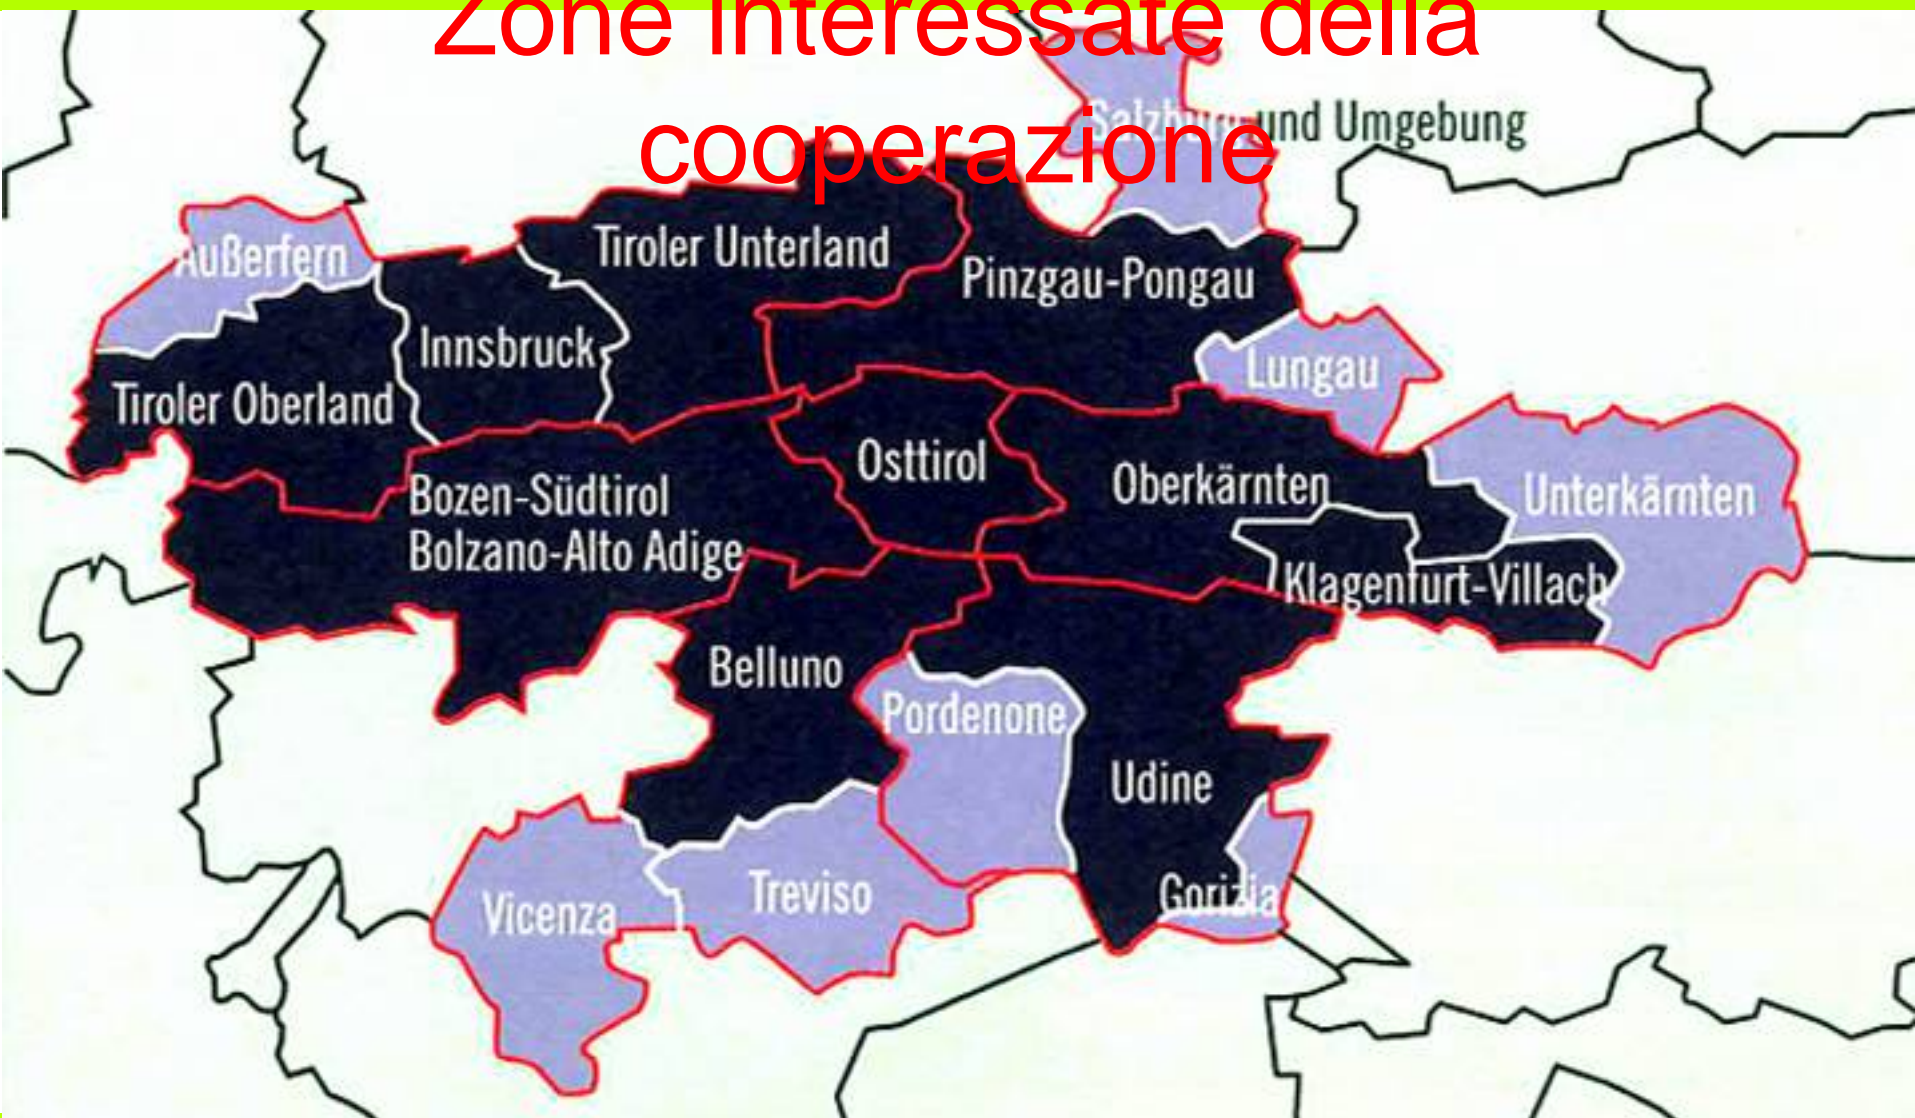 Zone interessate della
cooperazione
Salzburg und Umgebung
Außerfern
Tiroler Unterland
Pinzgau-Pongau
Innsbruck
Lungau
Tiroler Oberland
Osttirol
Oberkärnten
Unterkärnten
Bozen-Südtirol
Bolzano-Alto Adige
Klagenfurt-Villach
Belluno
Pordenone
Udine
Treviso
Gorizia
Vicenza